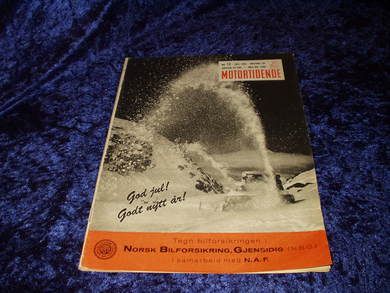 MOTORTIDENDE
God jul!
Godt nytt år!
Tegn bilforsikringen i
NORSK BILFORSIKRING, GJENSIDIG (N.B.G.)
i samarbeid med N.A.F.